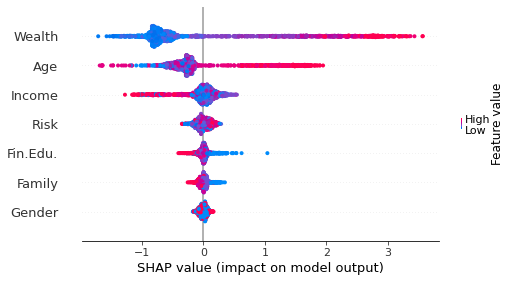 Wealth
Age
Income
Risk
Fin.Edu.
Family
Gender
−1
0
1
2
3
SHAP value (impact on model output)
High
Low
Feature value